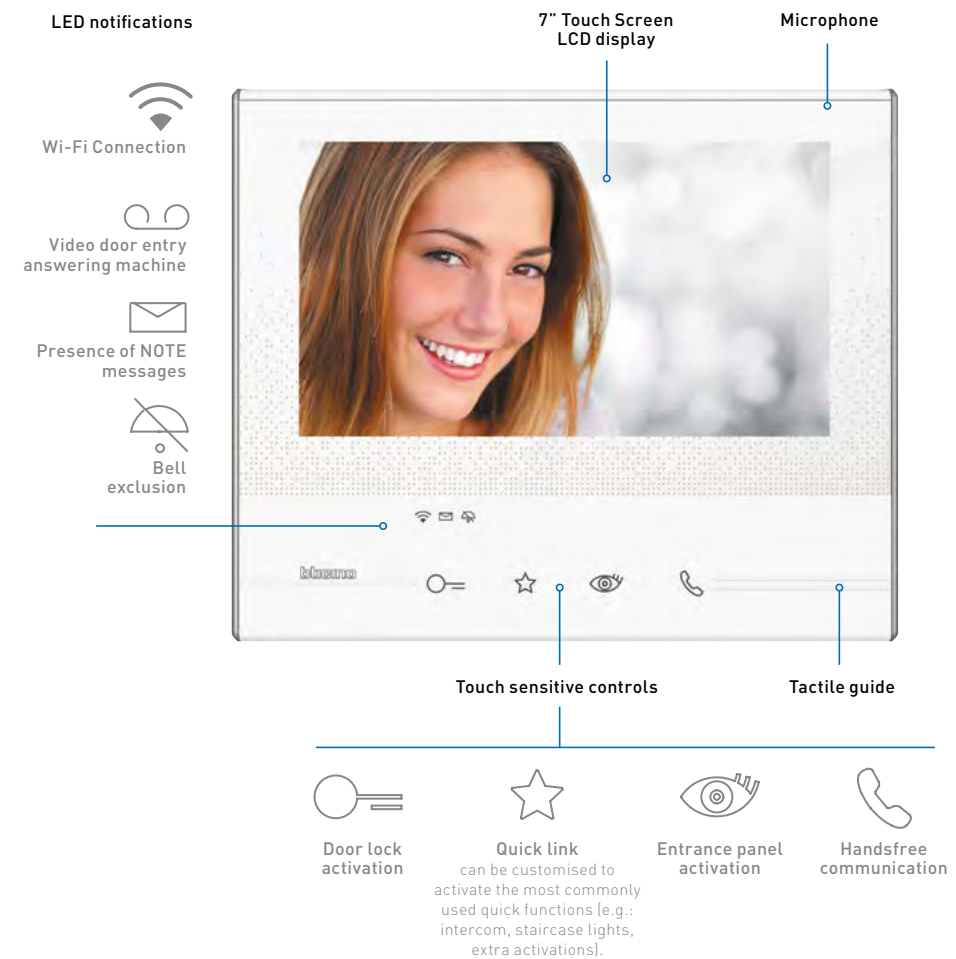 LED notifications
7” Touch Screen
LCD display
Microphone
Wi-Fi Connection
Video door entry
answering machine
Presence of NOTE
messages
Bell
exclusion
bticino
Touch sensitive controls
Tactile guide
Door lock
activation
Quick link
can be customised to
activate the most commonly
used quick functions (e.g.:
intercom, staircase lights,
extra activations).
Entrance panel
activation
Handsfree
communication